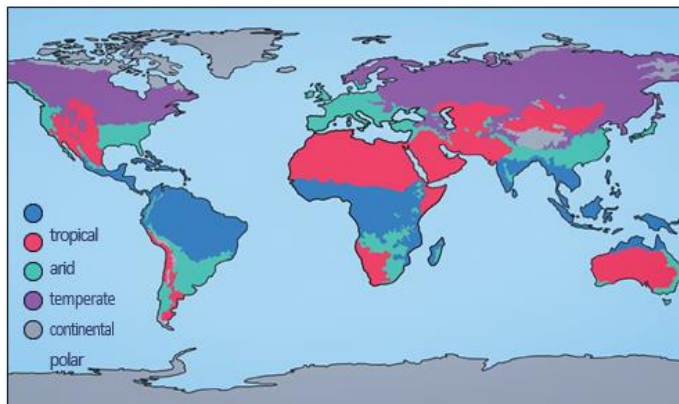 tropical
arid
temperate
continental
polar